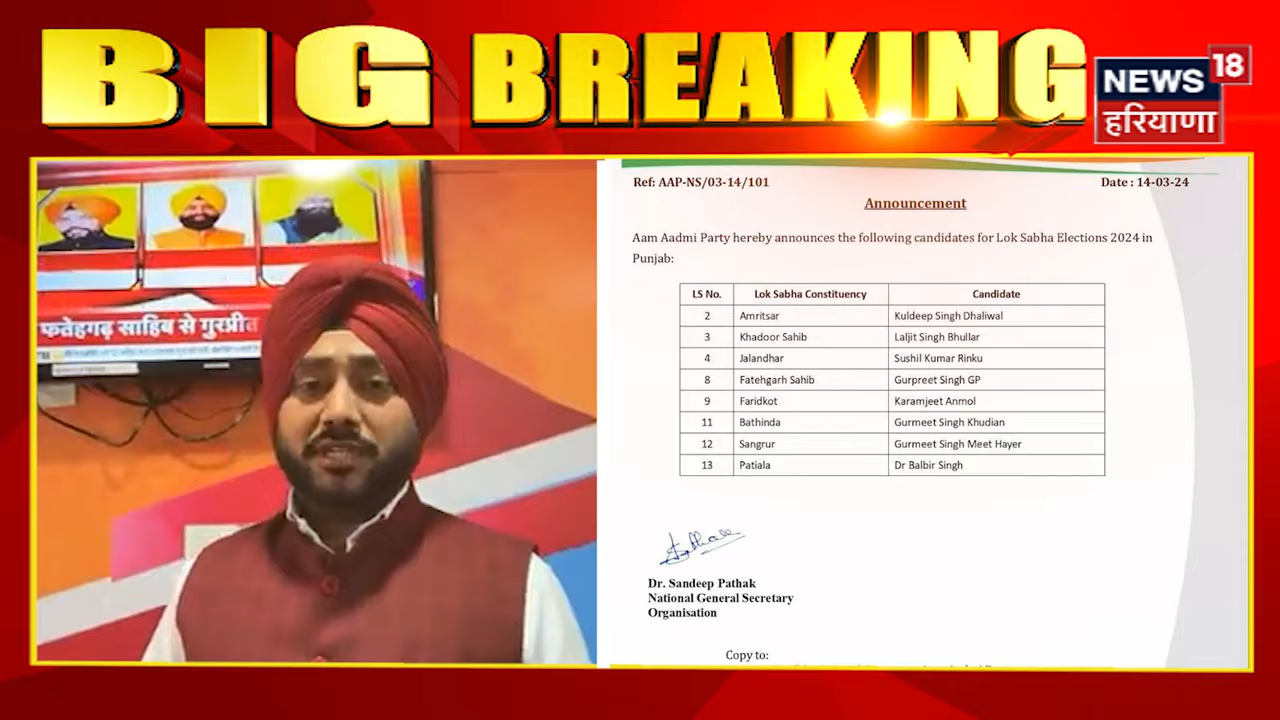 BIG BREAKING
NEWS 18
हरियाणा
फतेहगढ़ साहिब से गुरप्रीत
Ref: AAP-NS/03-14/101 Date : 14-03-24
Announcement
Aam Aadmi Party hereby announces the following candidates for Lok Sabha Elections 2024 in
Punjab:
LS No. Lok Sabha Constituency Candidate
2 Amritsar Kuldeep Singh Dhaliwal
3 Khadoor Sahib Laljit Singh Bhullar
4 Jalandhar Sushil Kumar Rinku
8 Fatehgarh Sahib Gurpreet Singh GP
9 Faridkot Karamjeet Anmol
11 Bathinda Gurmeet Singh Khudian
12 Sangrur Gurmeet Singh Meet Hayer
13 Patiala Dr Balbir Singh
Dr. Sandeep Pathak
National General Secretary
Organisation
Copy to: